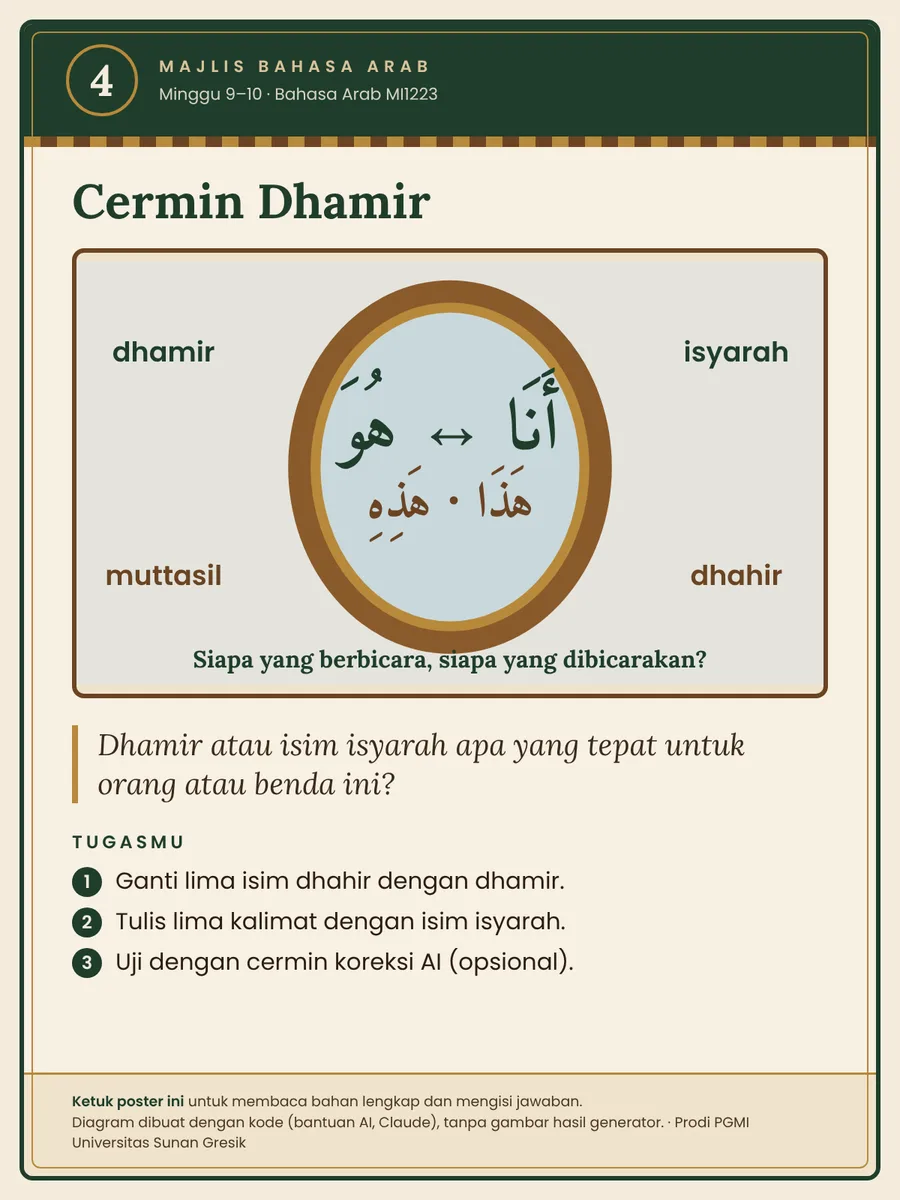 4
MAJLIS BAHASA ARAB
Minggu 9–10 · Bahasa Arab MI1223
Cermin Dhamir
dhamir
isyarah
أَنَا ↔ هُوَ
هَذَا · هَذِهِ
muttasil
dhahir
Siapa yang berbicara, siapa yang dibicarakan?
Dhamir atau isim isyarah apa yang tepat untuk
orang atau benda ini?
TUGASMU
1 Ganti lima isim dhahir dengan dhamir.
2 Tulis lima kalimat dengan isim isyarah.
3 Uji dengan cermin koreksi AI (opsional).
Ketuk poster ini untuk membaca bahan lengkap dan mengisi jawaban.
Diagram dibuat dengan kode (bantuan AI, Claude), tanpa gambar hasil generator. · Prodi PGMI
Universitas Sunan Gresik